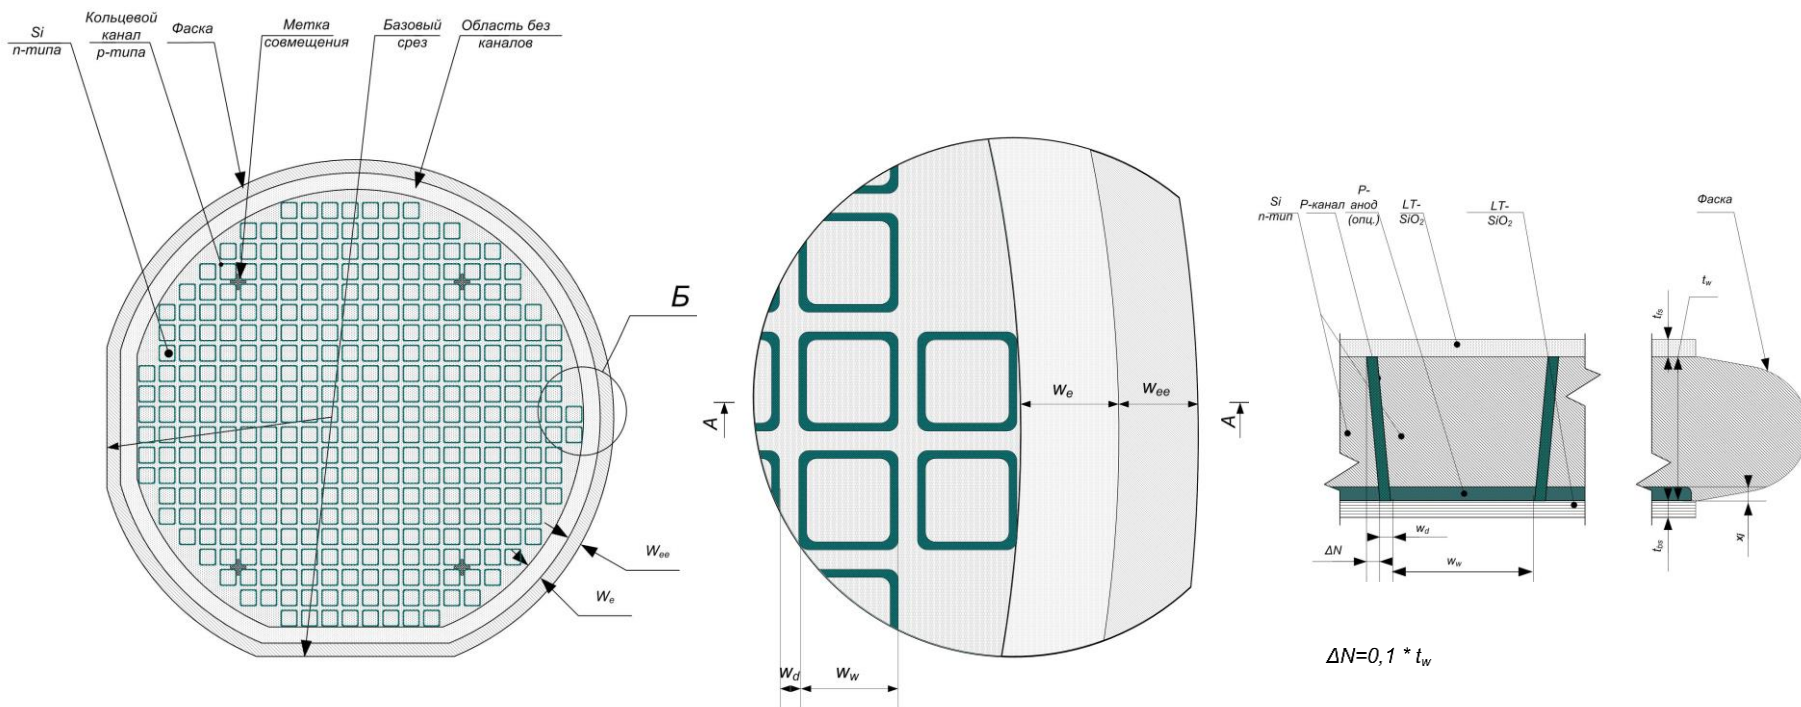 Si
n-типа
Кольцевой
канал
p-типа
Фаска
Метка
совмещения
Базовый
срез
Область без
каналов
Б
Wee
We
A
We
Wee
A
Wd
Ww
Si
n-тип
P-канал
P-
анод
(опц.)
LT-
SiO₂
LT-
SiO₂
Фаска
tfs
tw
tbs
xj
wd
ΔN
ww
ΔN=0,1 * tw